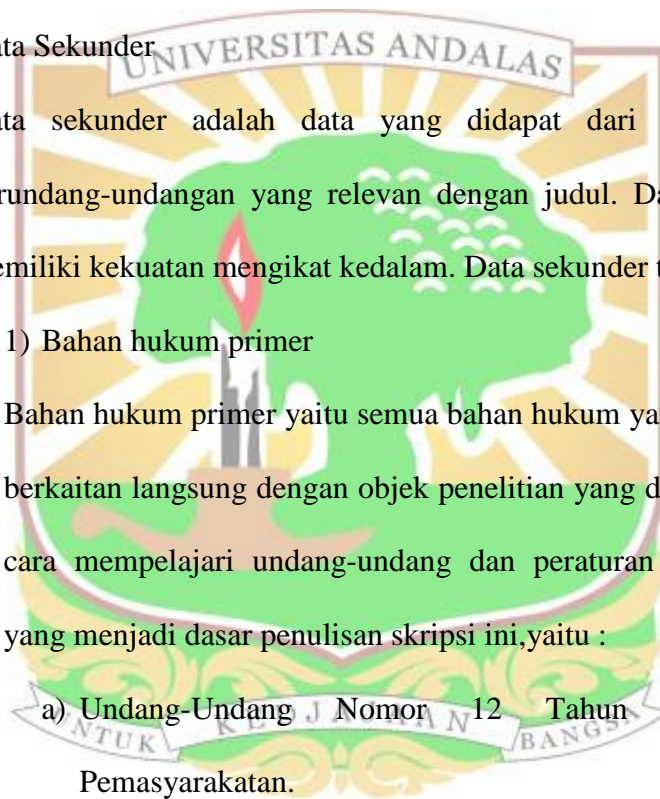 ata Sekunder
UNIVERSITAS ANDALAS
ata sekunder adalah data yang didapat dari
rundang-undangan yang relevan dengan judul. Da
emiliki kekuatan mengikat kedalam. Data sekunder t
1) Bahan hukum primer
Bahan hukum primer yaitu semua bahan hukum ya
berkaitan langsung dengan objek penelitian yang d
cara mempelajari undang-undang dan peraturan
yang menjadi dasar penulisan skripsi ini,yaitu :
a) Undang-Undang Nomor 12 Tahun
UNTUK KEDJAJAAN BANGSA
Pemasyarakatan.